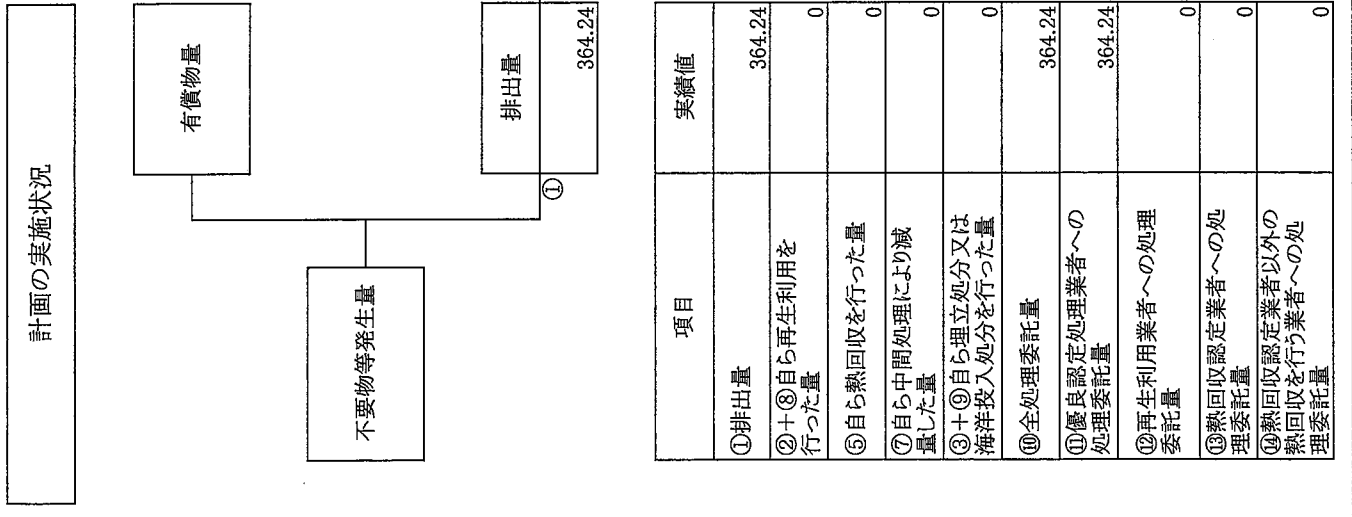 計画の実施状況
有償物量
不要物等発生量
①
排出量
364.24
項目
実績値
①排出量
364.24
②+⑧自ら再生利用を
行った量
0
⑤自ら熱回収を行った量
0
⑦自ら中間処理により減
量した量
0
③+⑨自ら埋立処分又は
海洋投入処分を行った量
0
⑩全処理委託量
364.24
⑪優良認定処理業者への
処理委託量
364.24
⑫再生利用業者への処理
委託量
0
⑬熱回収認定業者への処
理委託量
0
⑭熱回収認定業者以外の
熱回収を行う業者への処
理委託量
0